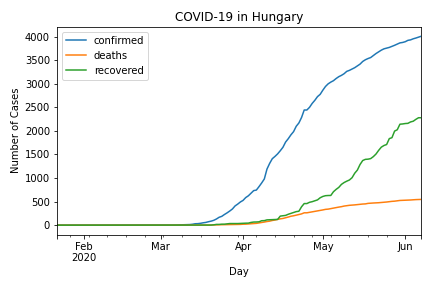 COVID-19 in Hungary
confirmed
deaths
recovered
Number of Cases
4000
3500
3000
2500
2000
1500
1000
500
0
Feb Mar Apr May Jun
2020
Day